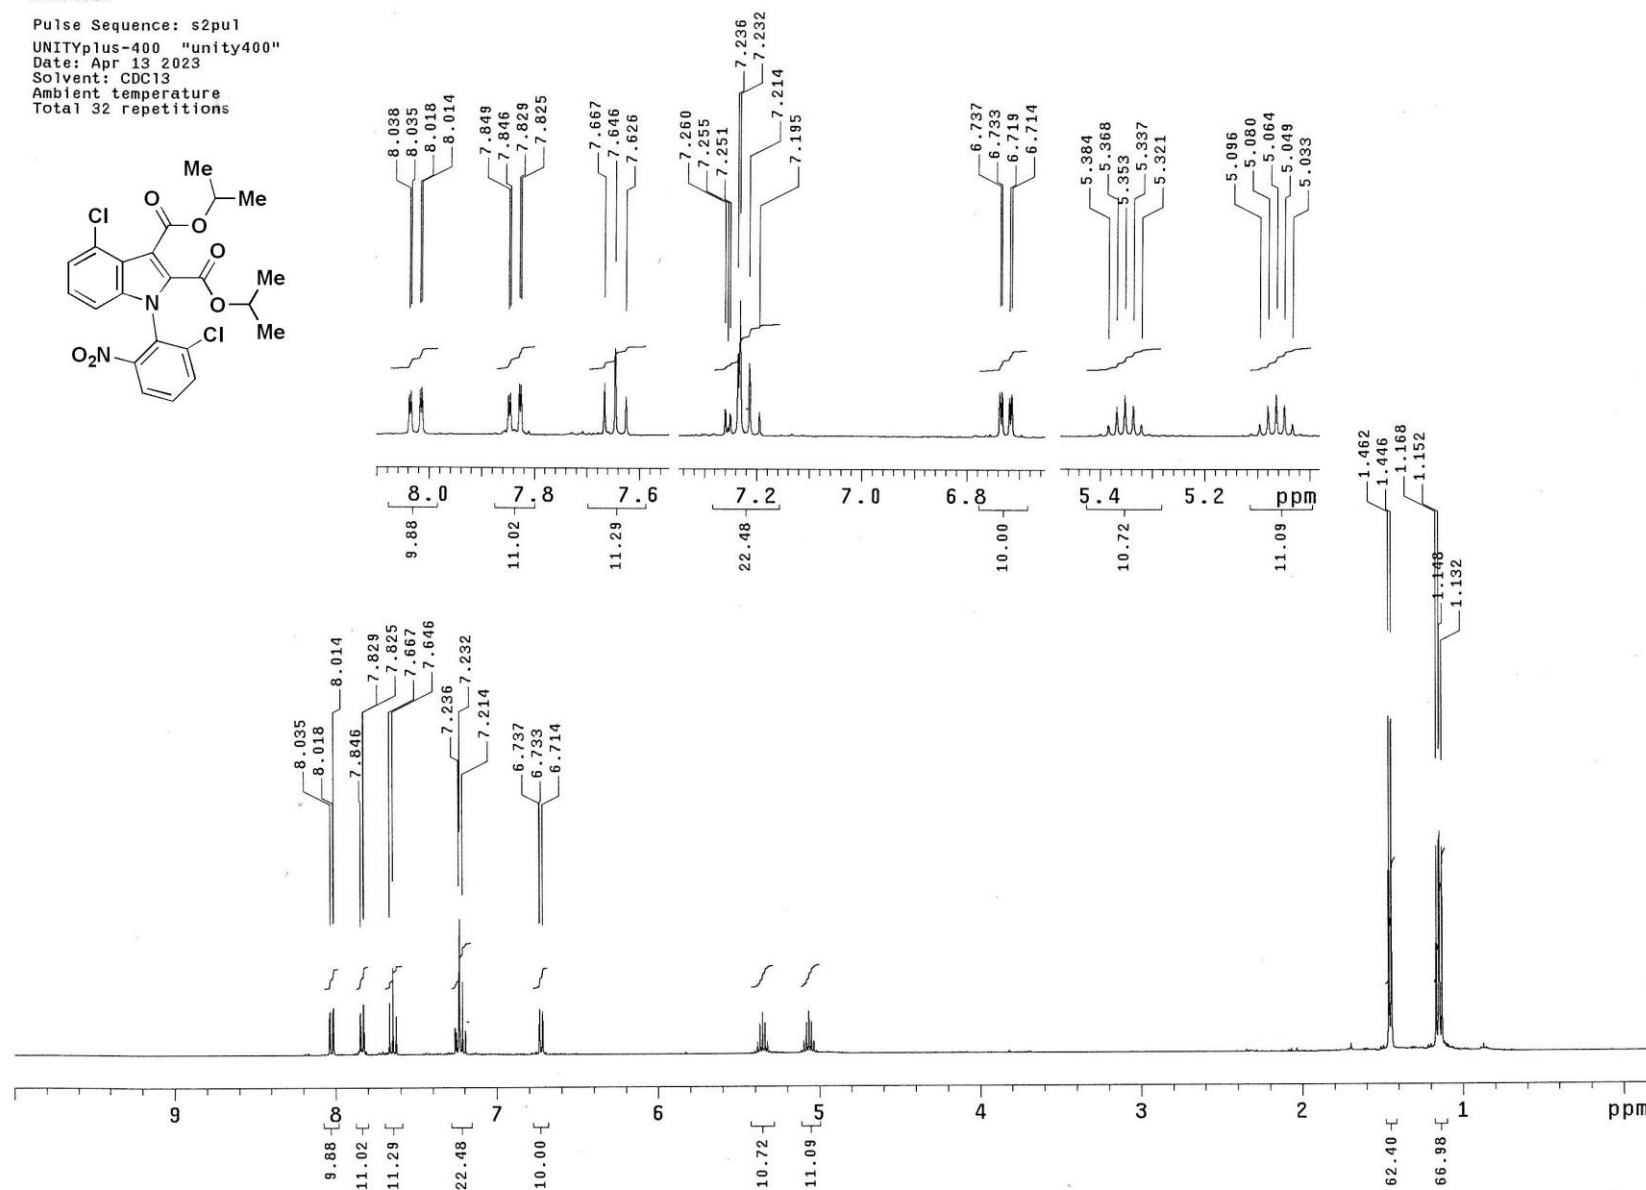 Pulse Sequence: s2pul
UNITYplus-400 "unity400"
Date: Apr 13 2023
Solvent: CDCl3
Ambient temperature
Total 32 repetitions
Me
Me
O
O
Cl
O
O
Me
Me
N
Cl
O2N
8.038
8.035
8.018
8.014
7.849
7.846
7.829
7.825
7.667
7.646
7.626
7.260
7.255
7.251
7.236
7.232
7.214
7.195
6.737
6.733
6.719
6.714
5.384
5.368
5.353
5.337
5.321
5.096
5.080
5.064
5.049
5.033
8.0 7.8 7.6 7.2 7.0 6.8 5.4 5.2 ppm
9.88 11.02 11.29 22.48 10.00 10.72 11.09
8.035
8.018
8.014
7.846
7.829
7.825
7.667
7.646
7.236
7.232
7.214
6.737
6.733
6.714
1.462
1.446
1.168
1.152
1.148
1.132
9 8 7 6 5 4 3 2 1 ppm
9.88 11.02 11.29 22.48 10.00 10.72 11.09 62.40 66.98